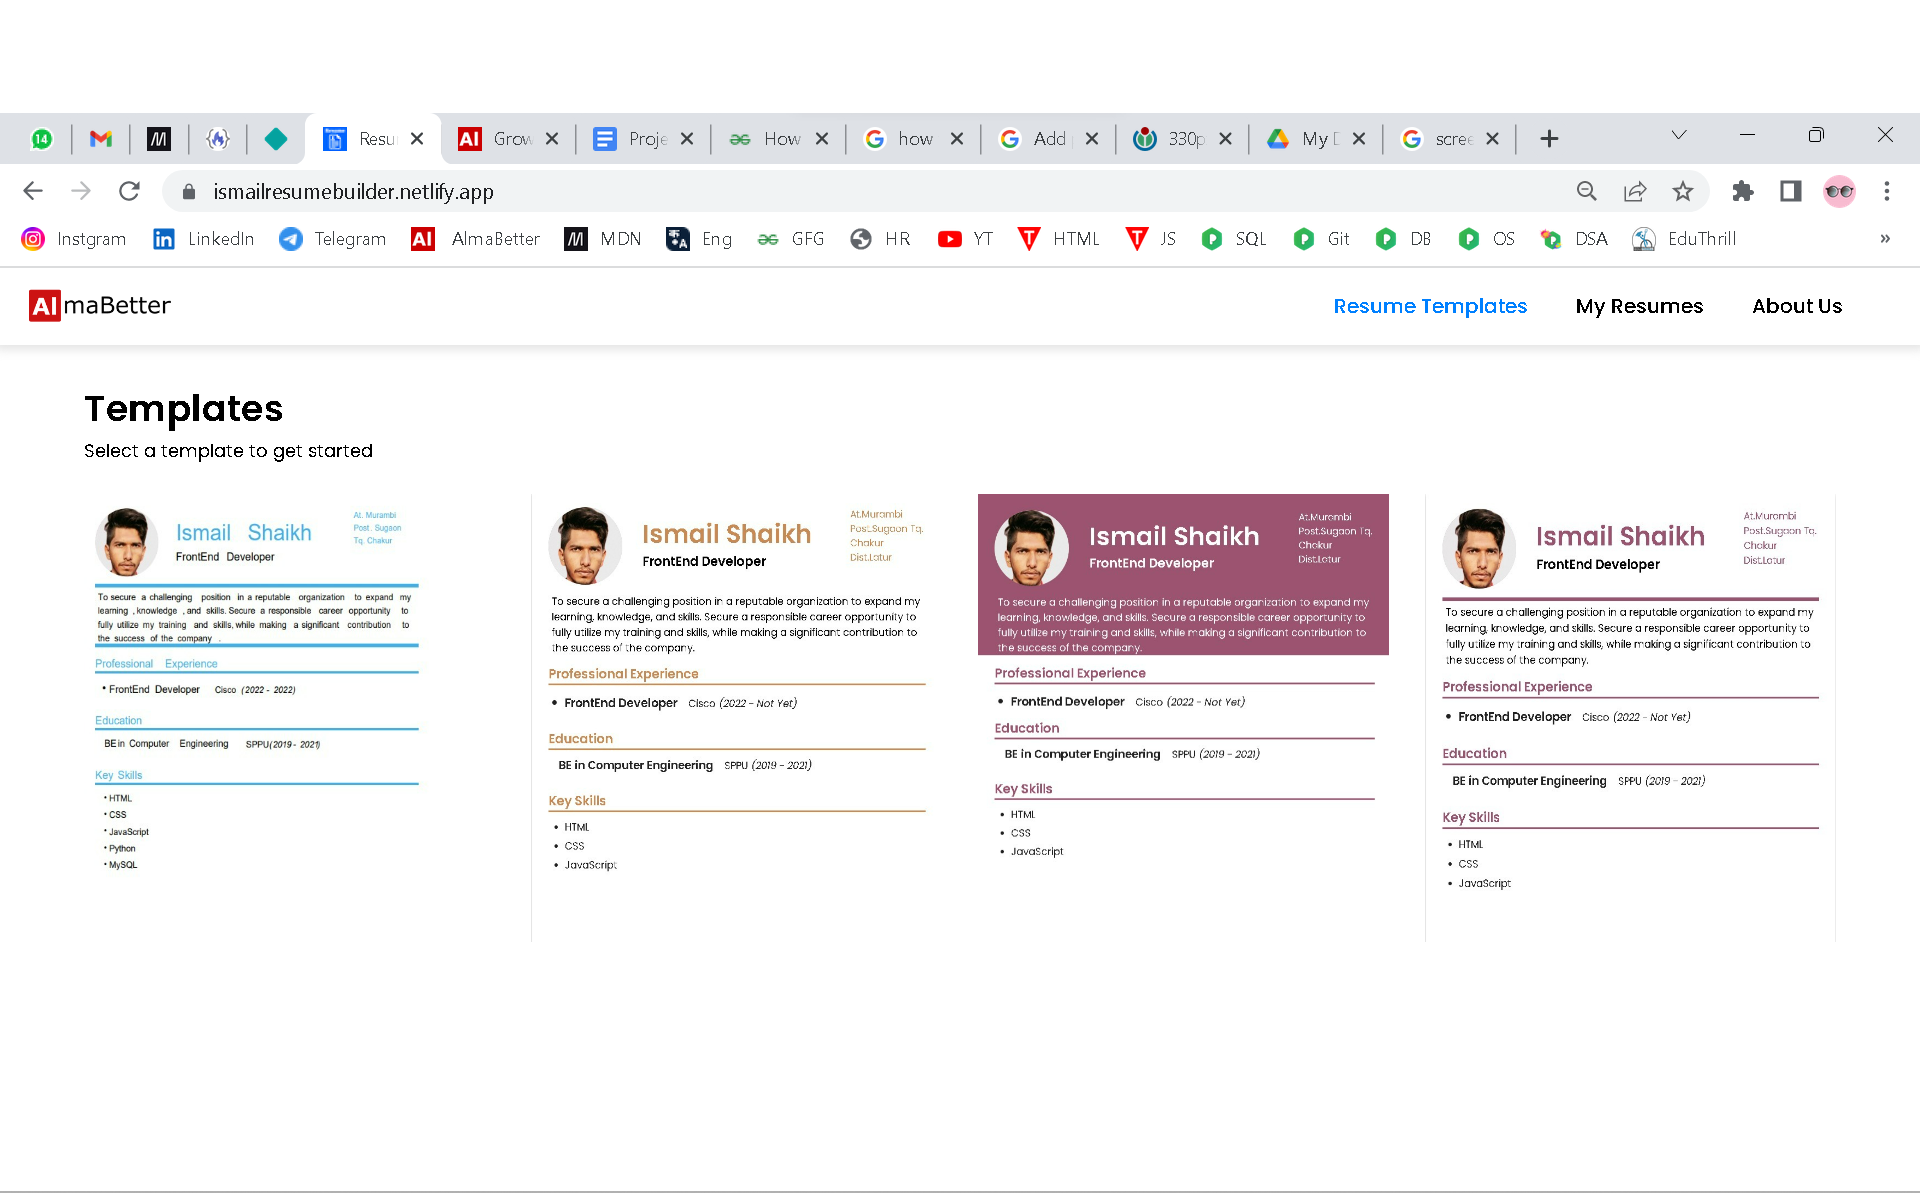 14
Resu
AI
Grow
Proje
How
how
Add
330p
My D
scree
ismailresumebuilder.netlify.app
Instgram
LinkedIn
Telegram
AlmaBetter
MDN
Eng
GFG
HR
YT
HTML
JS
SQL
Git
DB
OS
DSA
EduThrill
»
AlmaBetter
Resume Templates
My Resumes
About Us
Templates
Select a template to get started
Ismail Shaikh
FrontEnd Developer
At. Murambi
Post . Sugaon
Tq. Chakur
To secure a challenging position in a reputable organization to expand my
learning , knowledge , and skills. Secure a responsible career opportunity to
fully utilize my training and skills, while making a significant contribution to
the success of the company .
Professional Experience
• FrontEnd Developer Cisco (2022 - 2022)
Education
BE in Computer Engineering SPPU(2019 - 2021)
Key Skills
• HTML
• CSS
• JavaScript
• Python
• MySQL
Ismail Shaikh
FrontEnd Developer
At.Murambi
Post.Sugaon Tq.
Chakur
Dist.Latur
To secure a challenging position in a reputable organization to expand my
learning, knowledge, and skills. Secure a responsible career opportunity to
fully utilize my training and skills, while making a significant contribution to
the success of the company.
Professional Experience
• FrontEnd Developer Cisco (2022 - Not Yet)
Education
BE in Computer Engineering SPPU (2019 - 2021)
Key Skills
• HTML
• CSS
• JavaScript
Ismail Shaikh
FrontEnd Developer
At.Murambi
Post.Sugaon Tq.
Chakur
Dist.Latur
To secure a challenging position in a reputable organization to expand my
learning, knowledge, and skills. Secure a responsible career opportunity to
fully utilize my training and skills, while making a significant contribution to
the success of the company.
Professional Experience
• FrontEnd Developer Cisco (2022 - Not Yet)
Education
BE in Computer Engineering SPPU (2019 - 2021)
Key Skills
• HTML
• CSS
• JavaScript
Ismail Shaikh
FrontEnd Developer
At.Murambi
Post.Sugaon Tq.
Chakur
Dist.Latur
To secure a challenging position in a reputable organization to expand my
learning, knowledge, and skills. Secure a responsible career opportunity to
fully utilize my training and skills, while making a significant contribution to
the success of the company.
Professional Experience
• FrontEnd Developer Cisco (2022 - Not Yet)
Education
BE in Computer Engineering SPPU (2019 - 2021)
Key Skills
• HTML
• CSS
• JavaScript